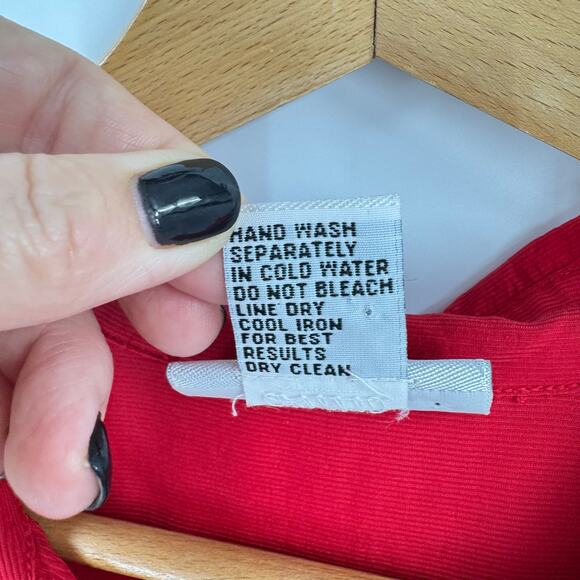 HAND WASH
SEPARATELY
IN COLD WATER
DO NOT BLEACH
LINE DRY
COOL IRON
FOR BEST
RESULTS
DRY CLEAN